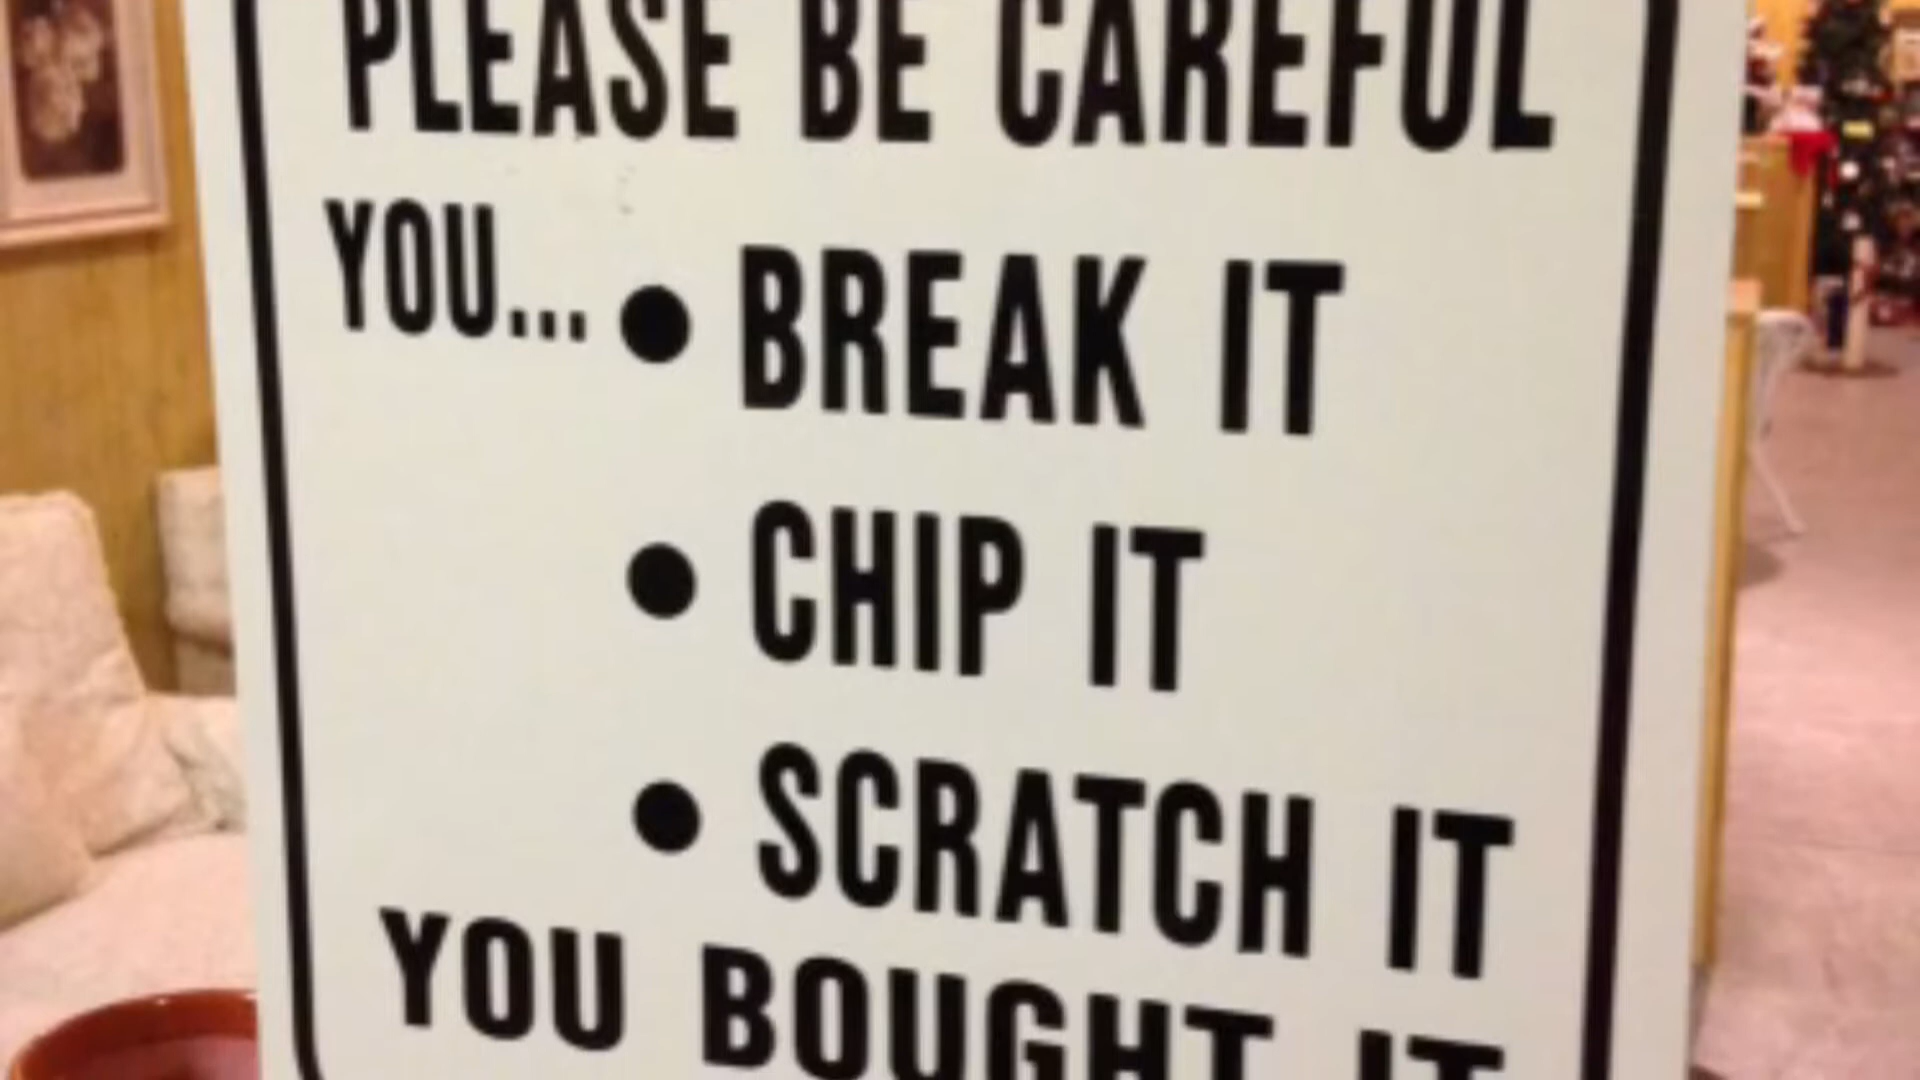 PLEASE BE CAREFUL
YOU... • BREAK IT
• CHIP IT
• SCRATCH IT
YOU BOUGHT IT